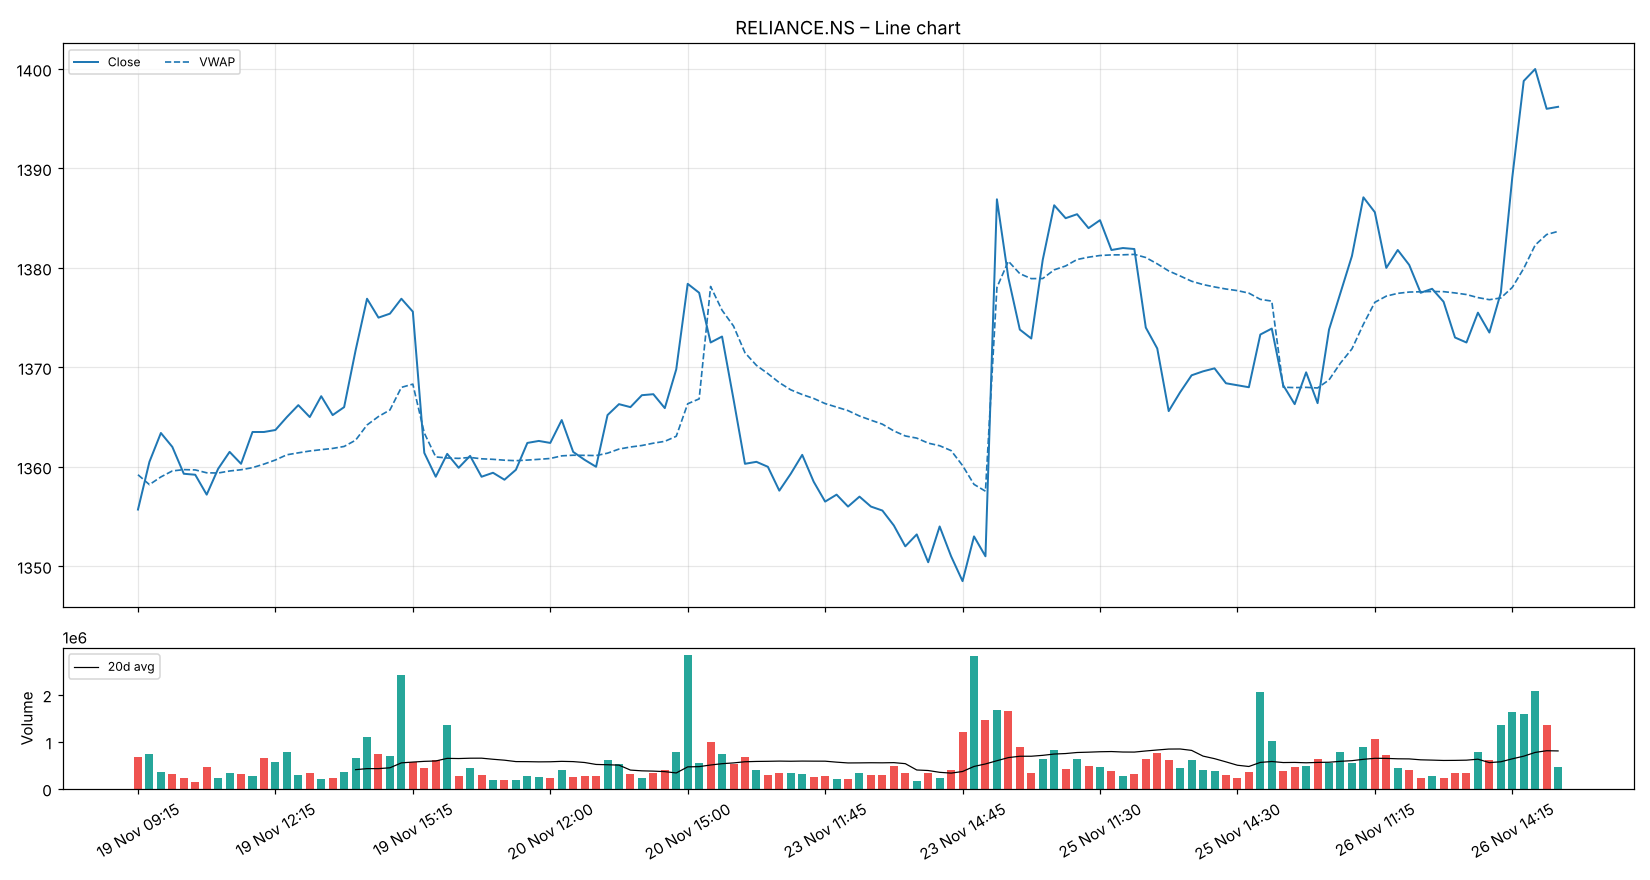 RELIANCE.NS – Line chart
Close VWAP
1400
1390
1380
1370
1360
1350
1e6
20d avg
Volume
2
1
0
19 Nov 09:15
19 Nov 12:15
19 Nov 15:15
20 Nov 12:00
20 Nov 15:00
23 Nov 11:45
23 Nov 14:45
25 Nov 11:30
25 Nov 14:30
26 Nov 11:15
26 Nov 14:15